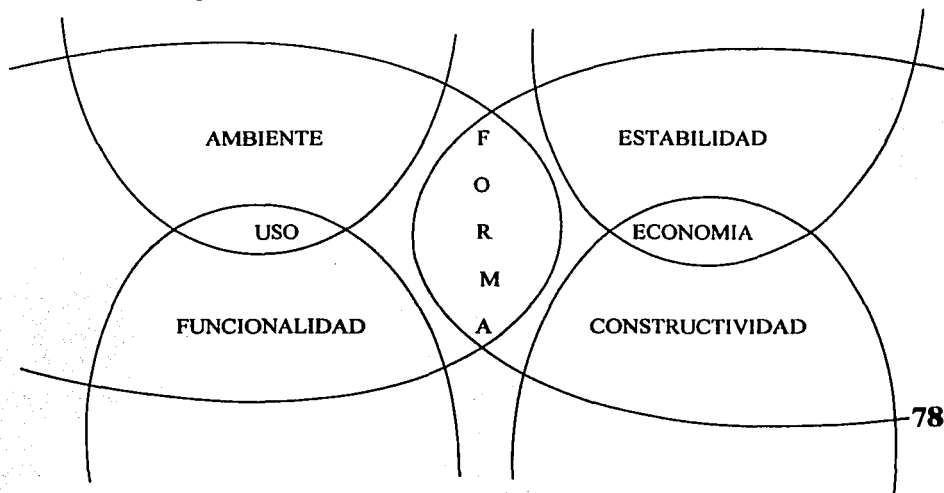 AMBIENTE
ESTABILIDAD
F
O
R
M
A
USO
ECONOMIA
FUNCIONALIDAD
CONSTRUCTIVIDAD
78